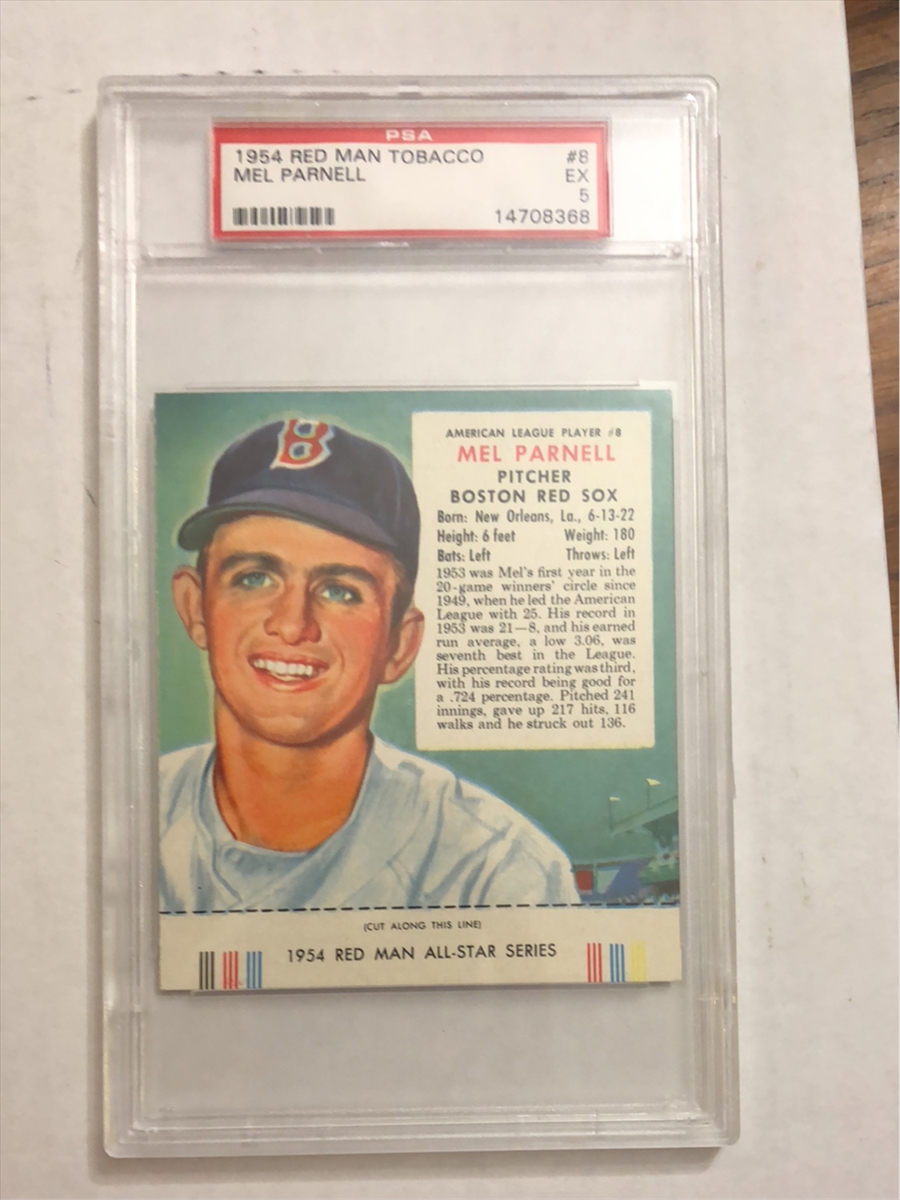 PSA
1954 RED MAN TOBACCO #8
MEL PARNELL EX
5
14708368
B
AMERICAN LEAGUE PLAYER #8
MEL PARNELL
PITCHER
BOSTON RED SOX
Born: New Orleans, La., 6-13-22
Height: 6 feet Weight: 180
Bats: Left Throws: Left
1953 was Mel's first year in the
20-game winners' circle since
1949, when he led the American
League with 25. His record in
1953 was 21—8, and his earned
run average, a low 3.06, was
seventh best in the League.
His percentage rating was third,
with his record being good for
a .724 percentage. Pitched 241
innings, gave up 217 hits, 116
walks and he struck out 136.
(CUT ALONG THIS LINE)
1954 RED MAN ALL-STAR SERIES